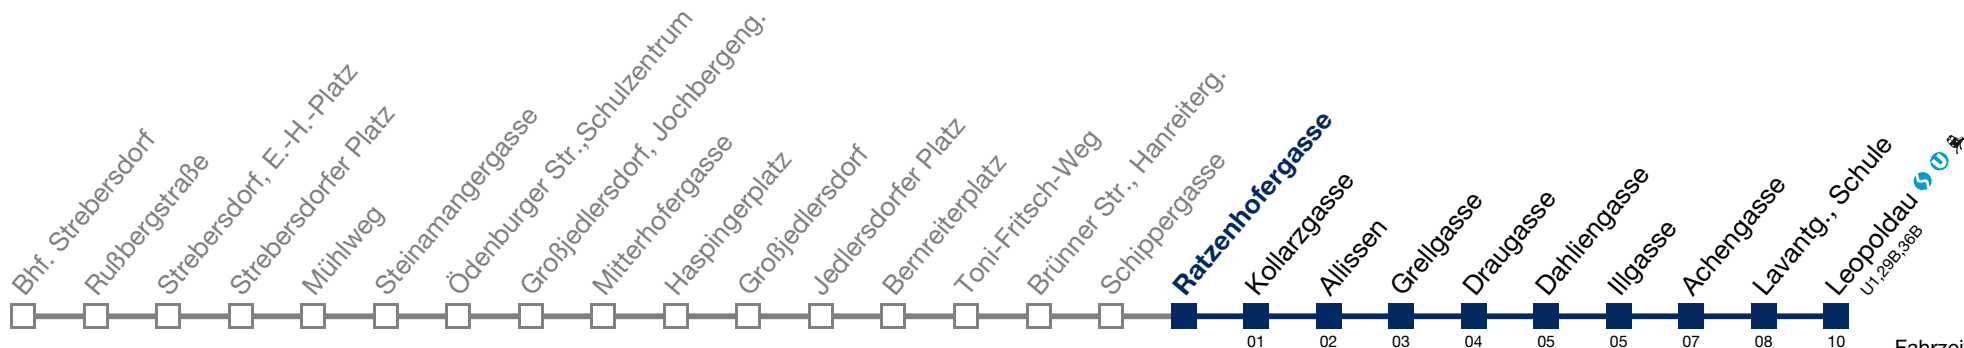 Bhf. Strebersdorf
Rußbergstraße
Strebersdorf, E.-H.-Platz
Strebersdorfer Platz
Mühlweg
Steinamangergasse
Ödenburger Str.,Schulzentrum
Großjedlersdorf, Jochbergeng.
Mitterhofergasse
Haspingerplatz
Großjedlersdorf
Jedlersdorfer Platz
Bernreiterplatz
Toni-Fritsch-Weg
Brünner Str., Hanreiterg.
Schippergasse
Ratzenhofergasse
Kollarzgasse
Allissen
Grellgasse
Draugasse
Dahliengasse
Illgasse
Achengasse
Lavantg., Schule
Leopoldau S U
U1,29B,36B
01 02 03 04 05 05 07 08 10
Fahrzei